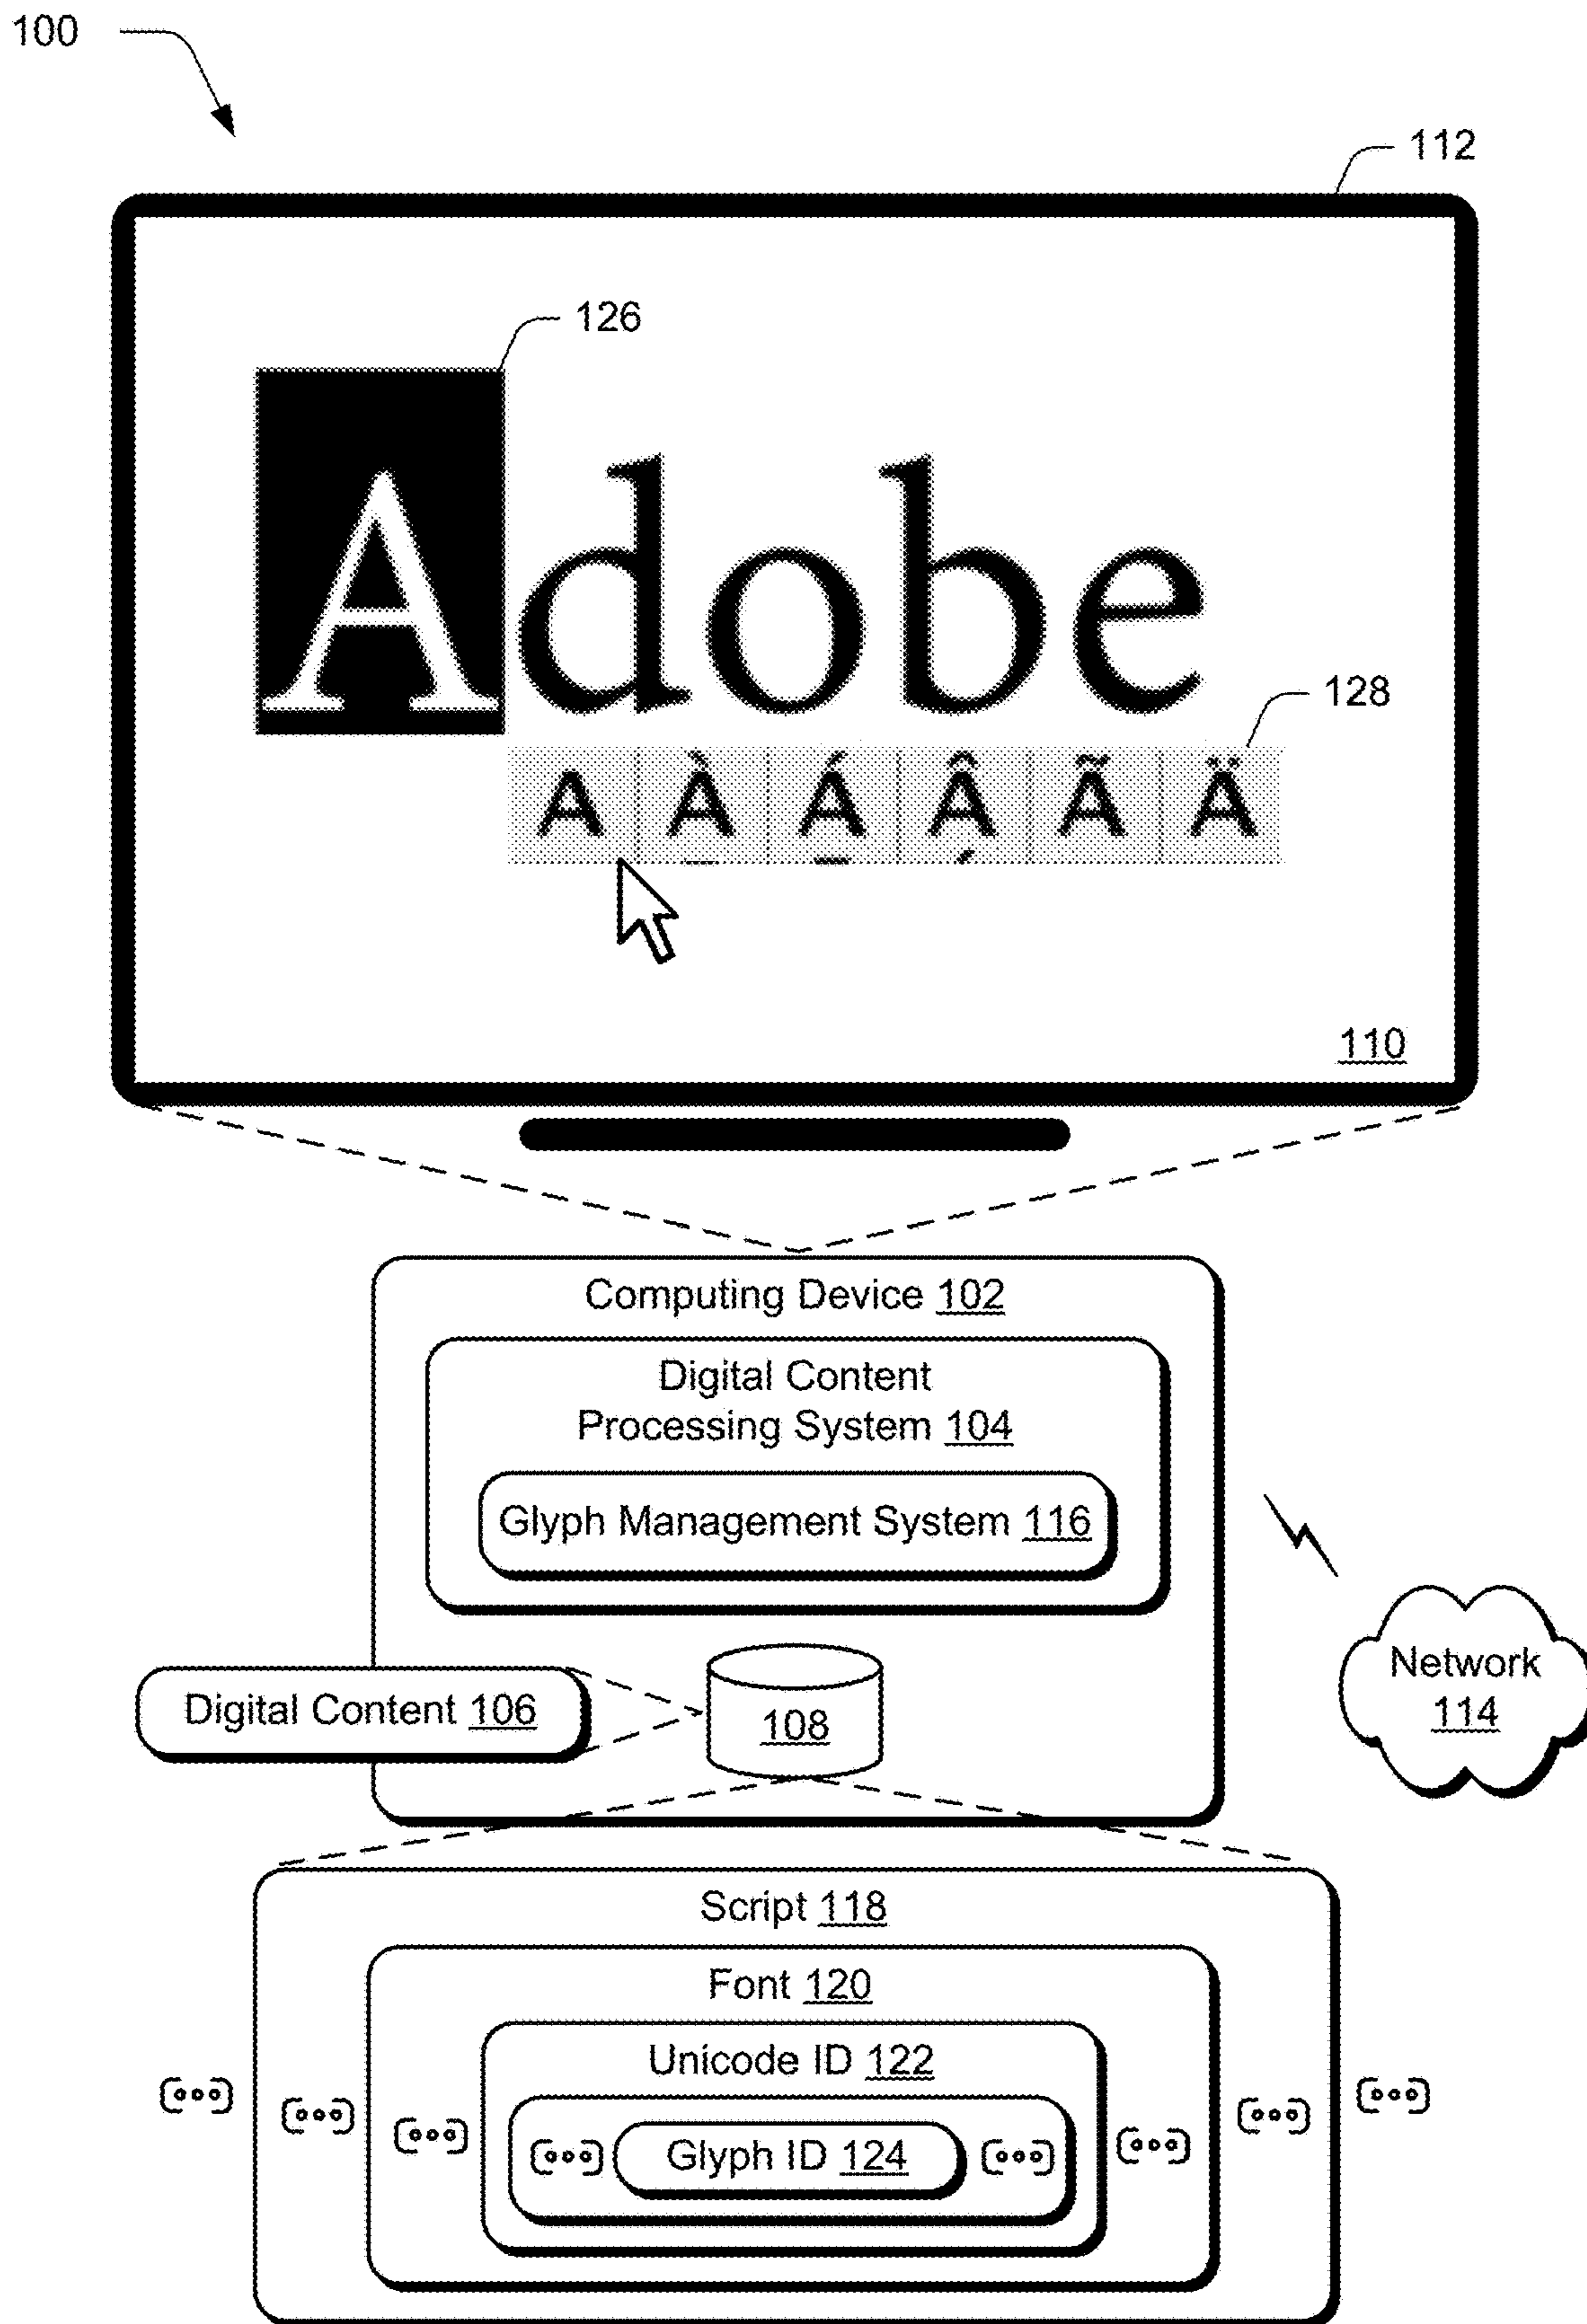 100
112
126
Adobe
128
A À Á Â Ã Ä
110
Computing Device 102
Digital Content
Processing System 104
Glyph Management System 116
Digital Content 106
108
Network
114
Script 118
Font 120
Unicode ID 122
Glyph ID 124